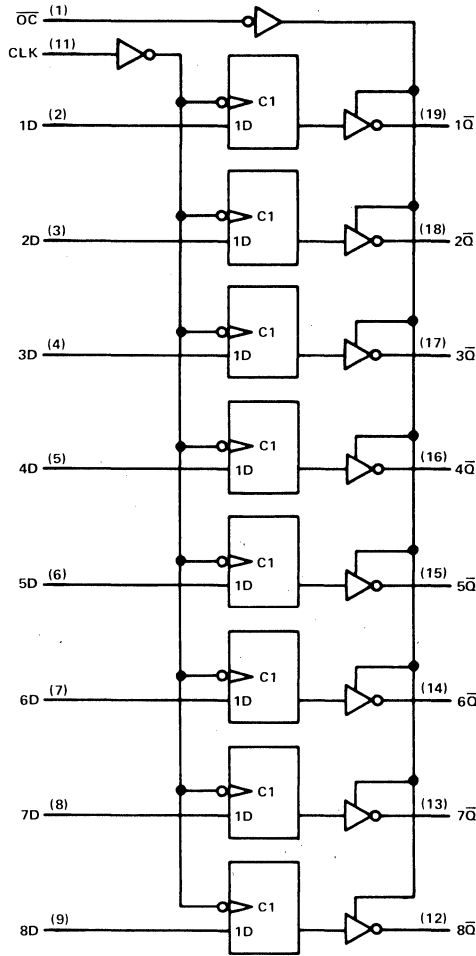 O̅C̅ (1)
CLK (11)
C1
1D (2) 1D (19) 1Q̅
C1
2D (3) 1D (18) 2Q̅
C1
3D (4) 1D (17) 3Q̅
C1
4D (5) 1D (16) 4Q̅
C1
5D (6) 1D (15) 5Q̅
C1
6D (7) 1D (14) 6Q̅
C1
7D (8) 1D (13) 7Q̅
C1
8D (9) 1D (12) 8Q̅